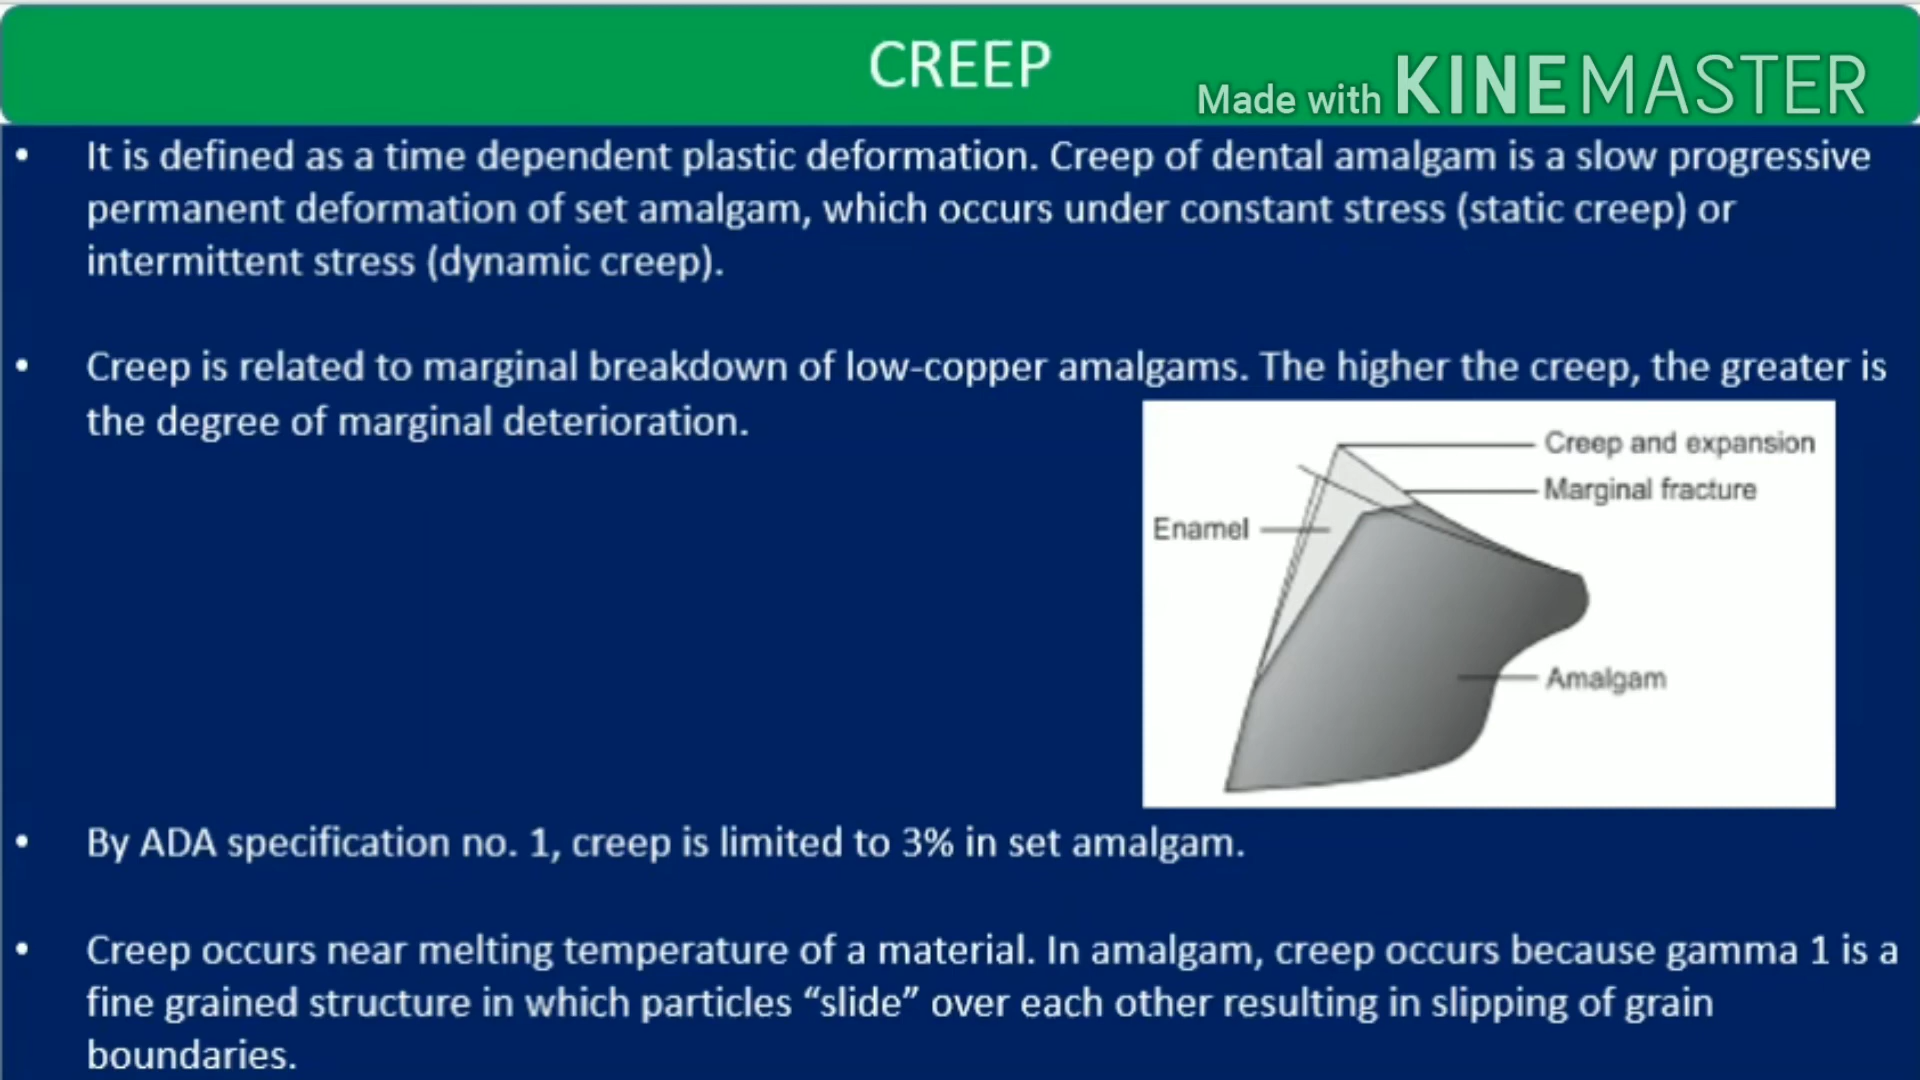 CREEP
Made with KINEMASTER
• It is defined as a time dependent plastic deformation. Creep of dental amalgam is a slow progressive
permanent deformation of set amalgam, which occurs under constant stress (static creep) or
intermittent stress (dynamic creep).
• Creep is related to marginal breakdown of low-copper amalgams. The higher the creep, the greater is
the degree of marginal deterioration.
Creep and expansion
Marginal fracture
Enamel
Amalgam
• By ADA specification no. 1, creep is limited to 3% in set amalgam.
• Creep occurs near melting temperature of a material. In amalgam, creep occurs because gamma 1 is a
fine grained structure in which particles “slide” over each other resulting in slipping of grain
boundaries.